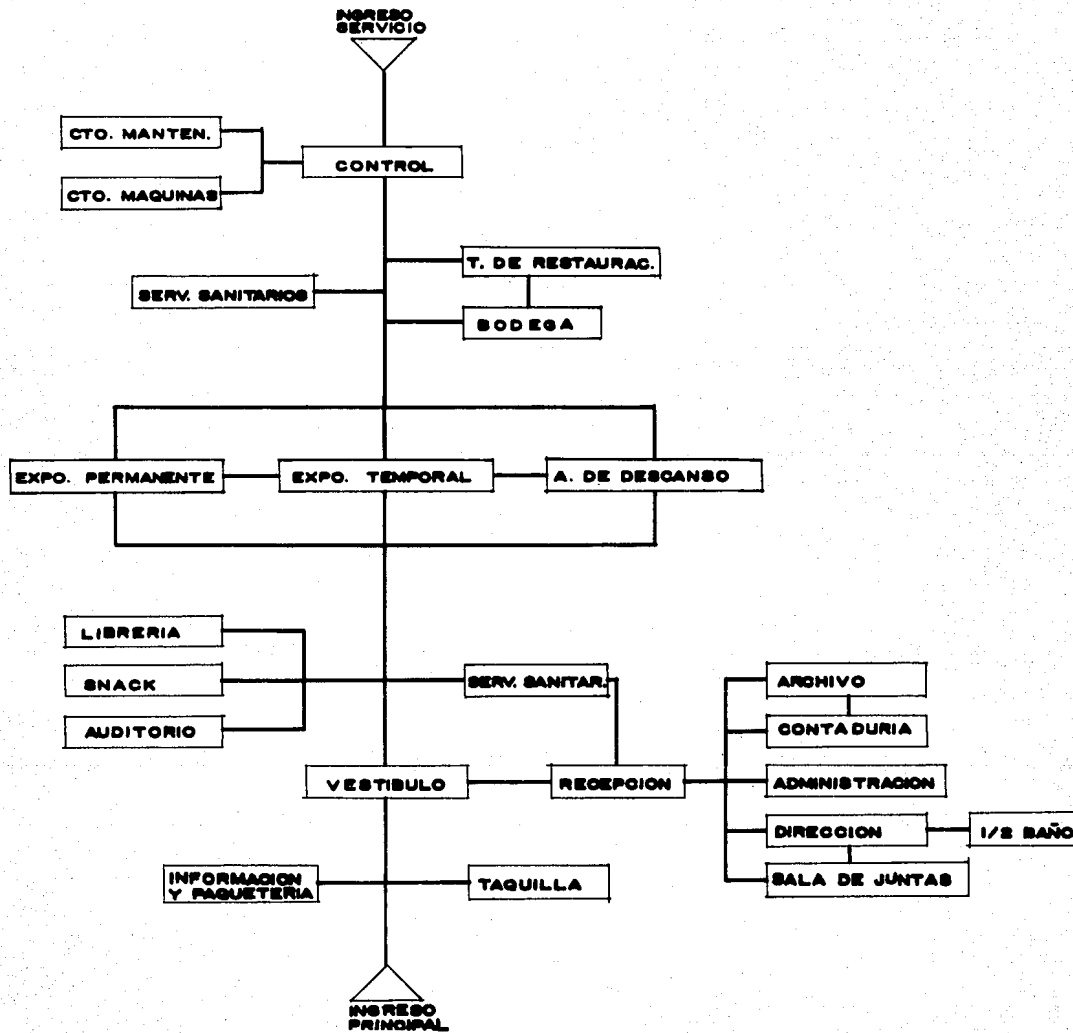 INGRESO
SERVICIO
CTO. MANTEN.
CONTROL
CTO. MAQUINAS
T. DE RESTAURAC.
SERV. SANITARIOS
BODEGA
EXPO. PERMANENTE
EXPO. TEMPORAL
A. DE DESCANSO
LIBRERIA
SNACK
SERV. SANITAR.
ARCHIVO
AUDITORIO
CONTADURIA
VESTIBULO
RECEPCION
ADMINISTRACION
DIRECCION
1/2 BAÑO
INFORMACION
Y PAQUETERIA
TAQUILLA
SALA DE JUNTAS
INGRESO
PRINCIPAL